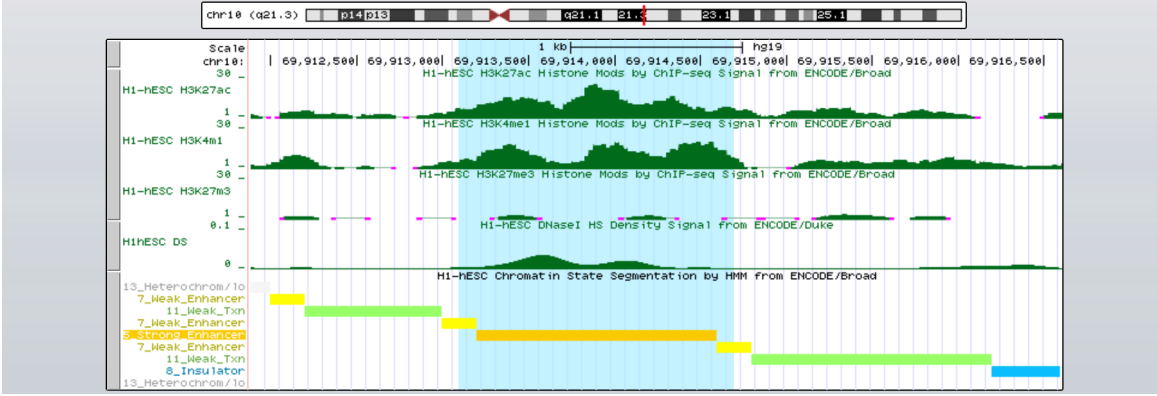 chr10 (q21.3) p14 p13 q21.1 21.3 23.1 25.1
Scale 1 kb hg19
chr10: 69,912,500| 69,913,000| 69,913,500| 69,914,000| 69,914,500| 69,915,000| 69,915,500| 69,916,000| 69,916,500|
H1-hESC H3K27ac Histone Mods by ChIP-seq Signal from ENCODE/Broad
30 _
H1-hESC H3K27ac
1 _
H1-hESC H3K4me1 Histone Mods by ChIP-seq Signal from ENCODE/Broad
30 _
H1-hESC H3K4m1
1 _
H1-hESC H3K27me3 Histone Mods by ChIP-seq Signal from ENCODE/Broad
30 _
H1-hESC H3K27m3
1 _
H1-hESC DNaseI HS Density Signal from ENCODE/Duke
0.1 _
H1hESC DS
0 _
H1-hESC Chromatin State Segmentation by HMM from ENCODE/Broad
13_Heterochrom/lo
7_Weak_Enhancer
11_Weak_Txn
7_Weak_Enhancer
5_Strong_Enhancer
7_Weak_Enhancer
11_Weak_Txn
8_Insulator
13_Heterochrom/lo